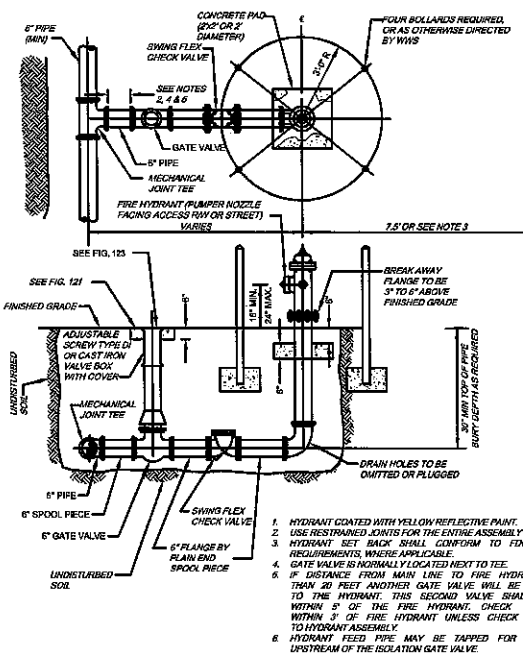 6" PIPE
(MIN)
CONCRETE PAD
(2'X2' OR 2'
DIAMETER)
SWING FLEX
CHECK VALVE
FOUR BOLLARDS REQUIRED,
OR AS OTHERWISE DIRECTED
BY WWS
3'-0" R
SEE NOTES
2, 4 & 6
GATE VALVE
6" PIPE
MECHANICAL
JOINT TEE
FIRE HYDRANT (PUMPER NOZZLE
FACING ACCESS R/W OR STREET)
VARIES
7.5' OR SEE NOTE 3
SEE FIG. 123
SEE FIG. 121
6"
18" MIN.
24" MAX.
6"
BREAK AWAY
FLANGE TO BE
3" TO 6" ABOVE
FINISHED GRADE
FINISHED GRADE
ADJUSTABLE
SCREW TYPE DI
OR CAST IRON
VALVE BOX
WITH COVER
6"
UNDISTURBED
SOIL
30" MIN TOP OF PIPE
BURY DEPTH AS REQUIRED
MECHANICAL
JOINT TEE
DRAIN HOLES TO BE
OMITTED OR PLUGGED
6" PIPE
6" SPOOL PIECE
6" GATE VALVE
SWING FLEX
CHECK VALVE
6" FLANGE BY
PLAIN END
SPOOL PIECE
UNDISTURBED
SOIL
1. HYDRANT COATED WITH YELLOW REFLECTIVE PAINT.
2. USE RESTRAINED JOINTS FOR THE ENTIRE ASSEMBLY
3. HYDRANT SET BACK SHALL CONFORM TO
REQUIREMENTS, WHERE APPLICABLE.
4. GATE VALVE IS NORMALLY LOCATED NEXT TO TEE.
5. IF DISTANCE FROM MAIN LINE TO FIRE
THAN 20 FEET ANOTHER GATE VALVE WILL BE
TO THE HYDRANT. THIS SECOND VALVE
WITHIN 5' OF THE FIRE HYDRANT. CHECK
WITHIN 3' OF FIRE HYDRANT UNLESS CHECK
TO HYDRANT ASSEMBLY.
6. HYDRANT FEED PIPE MAY BE TAPPED FOR
UPSTREAM OF THE ISOLATION GATE VALVE.